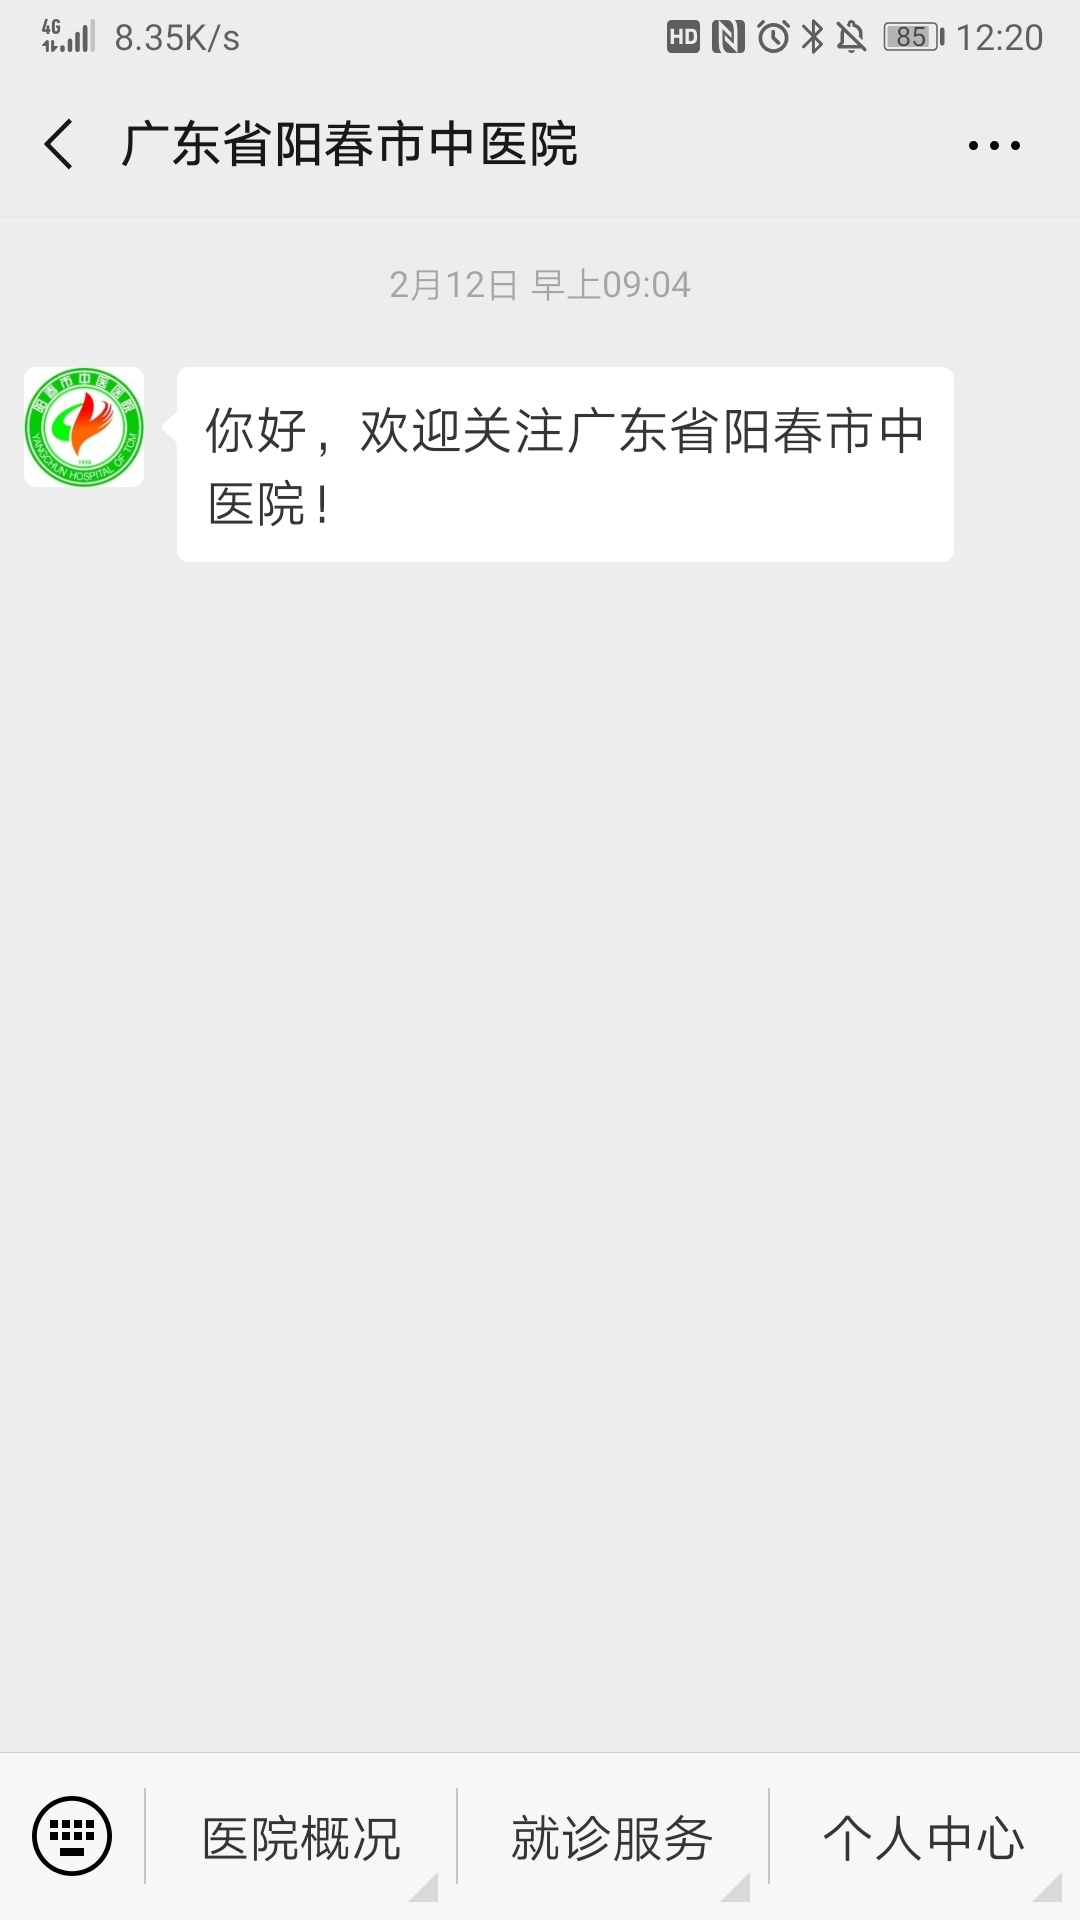 4G 8.35K/s HD 85 12:20
广东省阳春市中医院
2月12日 早上09:04
阳春市中医医院
YANGCHUN HOSPITAL OF TCM
你好，欢迎关注广东省阳春市中
医院！
医院概况 就诊服务 个人中心